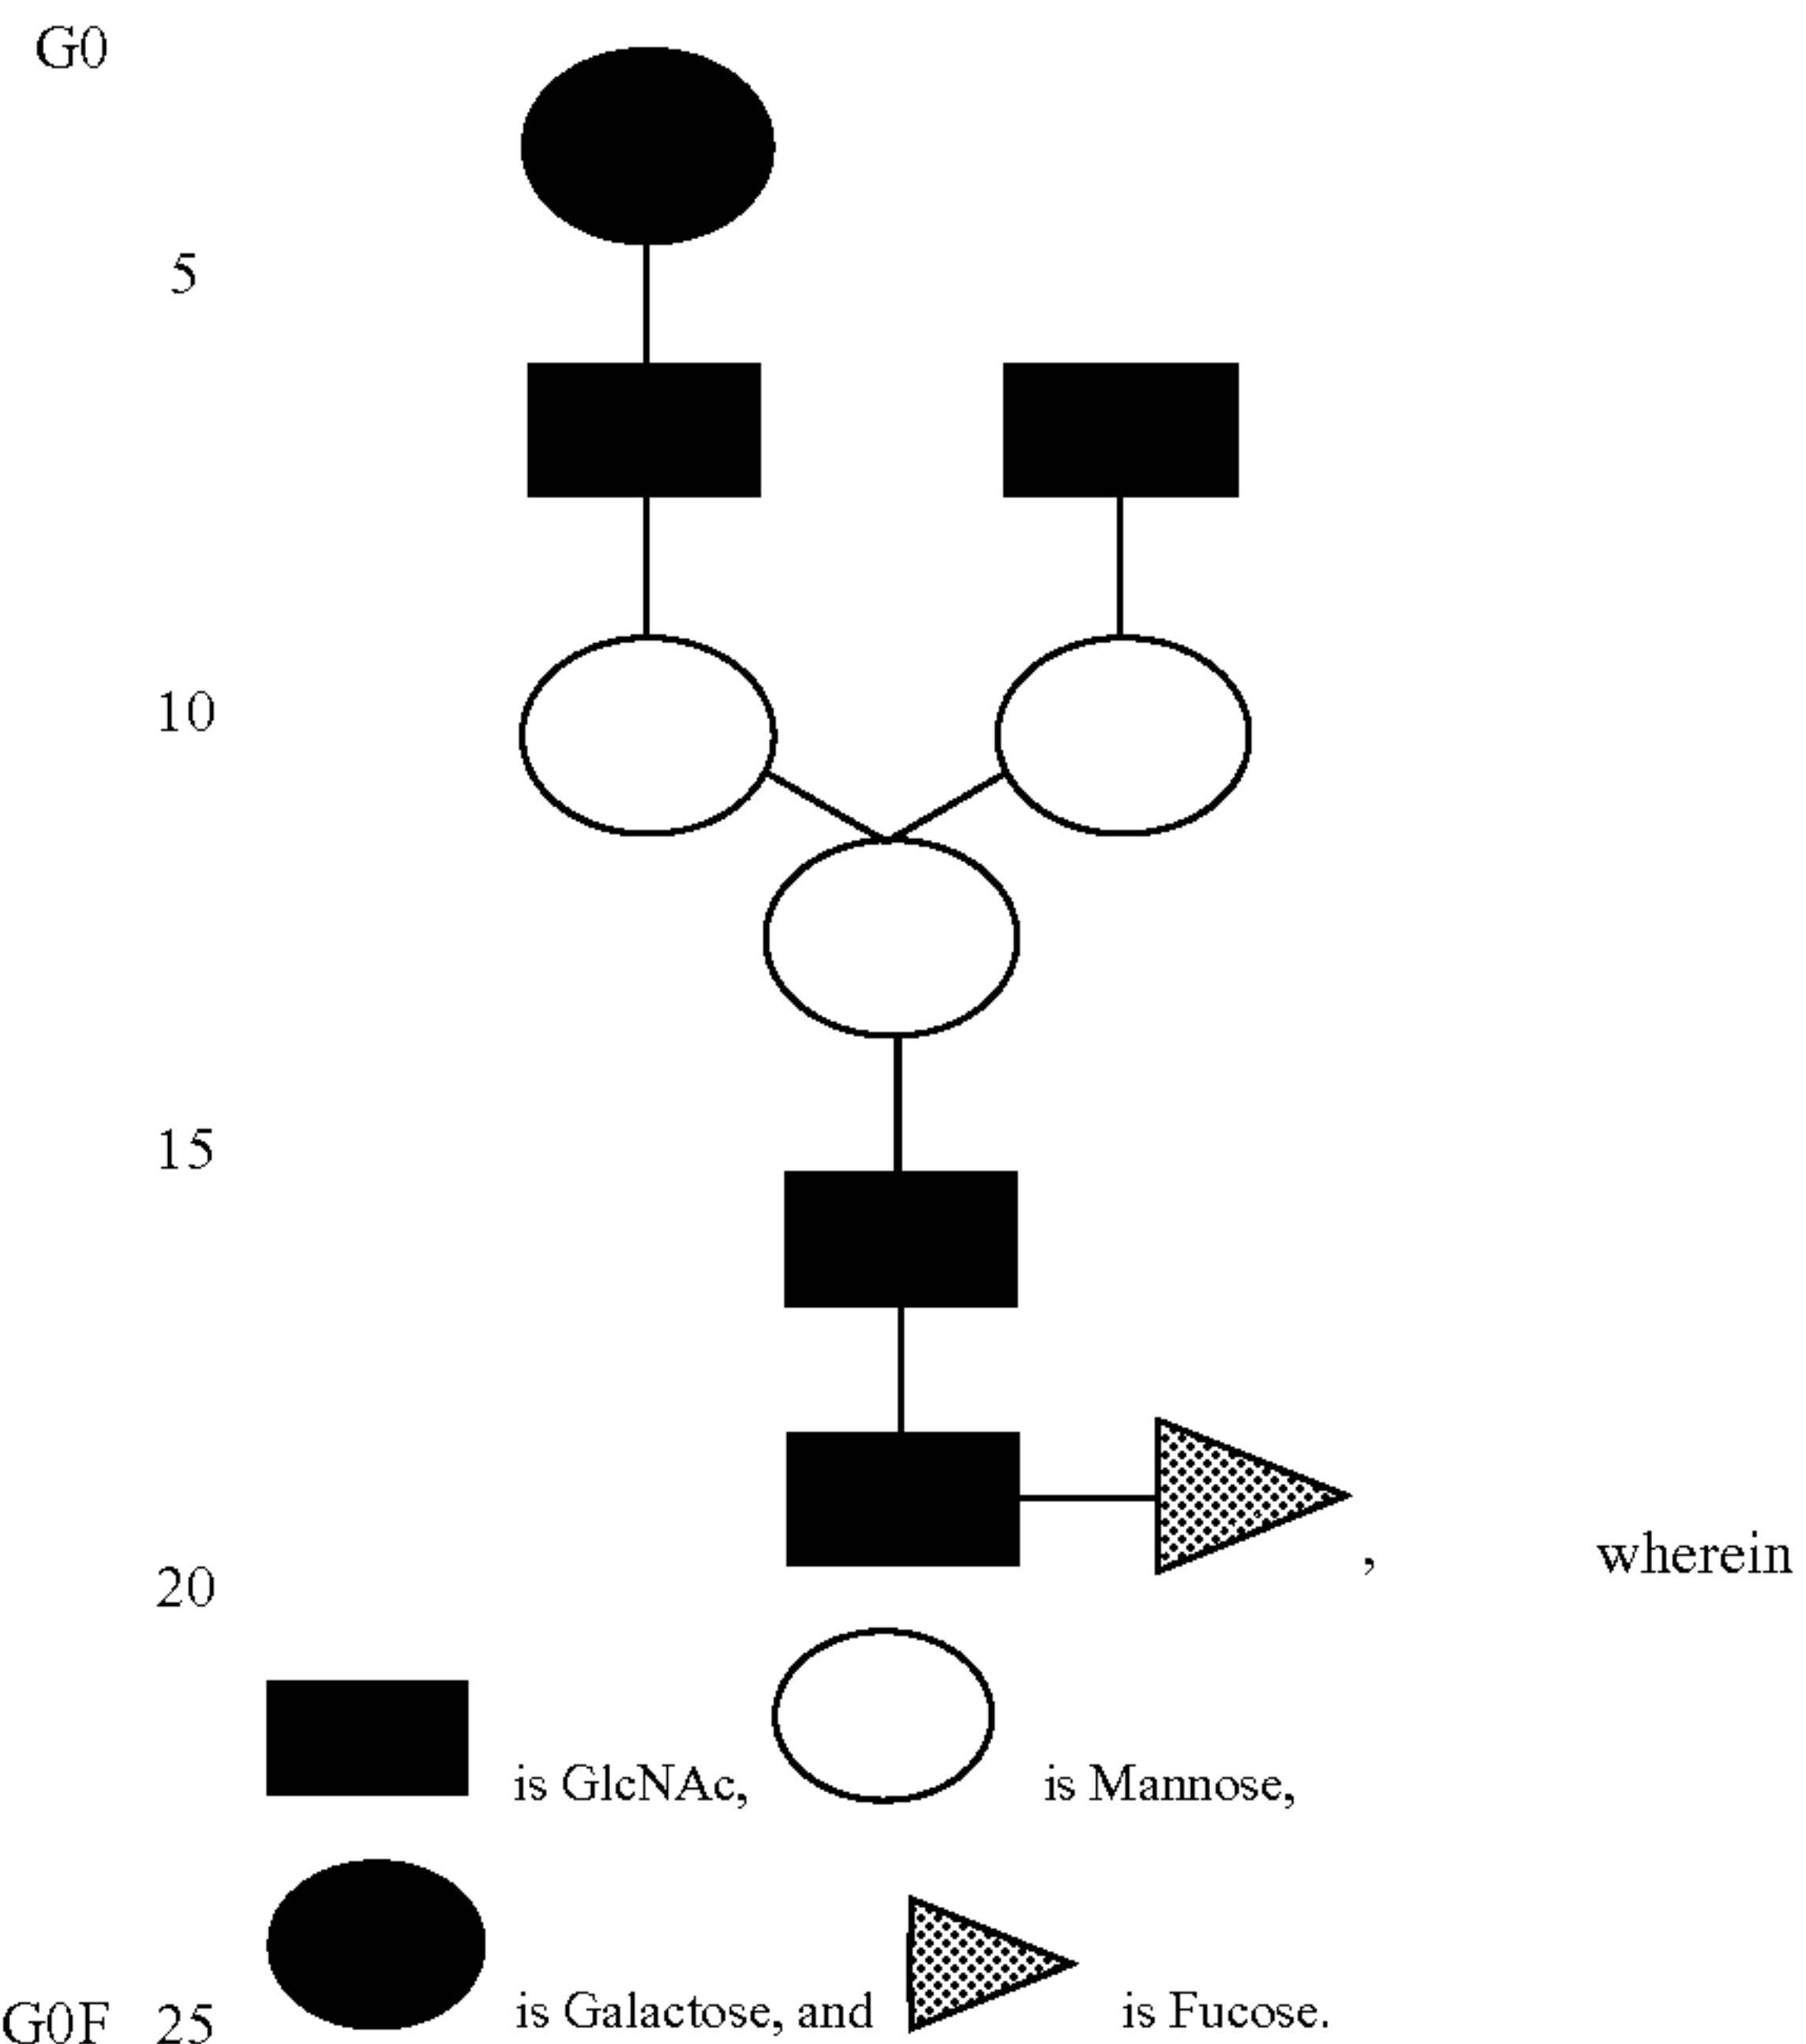 G0
5
10
15
, wherein
20
is GlcNAc, is Mannose,
G0F 25 is Galactose, and is Fucose.